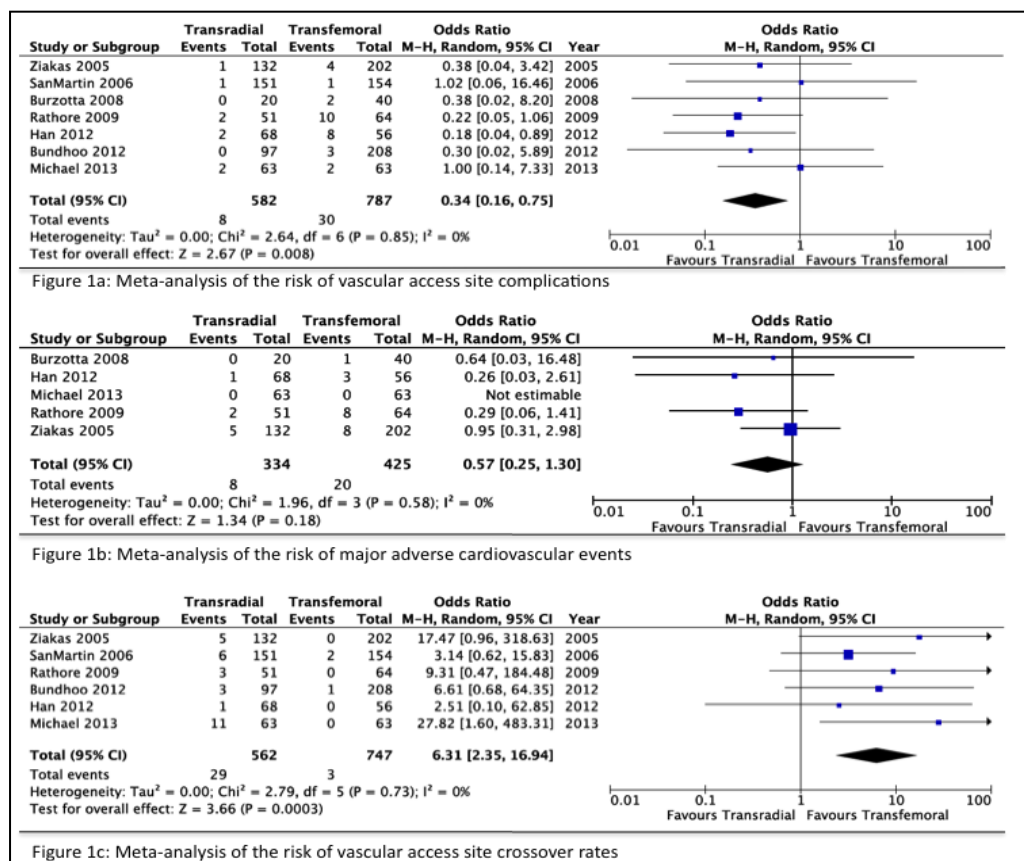 Transradial Transfemoral Odds Ratio Odds Ratio
Study or Subgroup Events Total Events Total M-H, Random, 95% CI Year M-H, Random, 95% CI
Ziakas 2005 1 132 4 202 0.38 [0.04, 3.42] 2005
SanMartin 2006 1 151 1 154 1.02 [0.06, 16.46] 2006
Burzotta 2008 0 20 2 40 0.38 [0.02, 8.20] 2008
Rathore 2009 2 51 10 64 0.22 [0.05, 1.06] 2009
Han 2012 2 68 8 56 0.18 [0.04, 0.89] 2012
Bundhoo 2012 0 97 3 208 0.30 [0.02, 5.89] 2012
Michael 2013 2 63 2 63 1.00 [0.14, 7.33] 2013
Total (95% CI) 582 787 0.34 [0.16, 0.75]
Total events 8 30
Heterogeneity: Tau² = 0.00; Chi² = 2.64, df = 6 (P = 0.85); I² = 0%
Test for overall effect: Z = 2.67 (P = 0.008)
0.01 0.1 1 10 100
Favours Transradial Favours Transfemoral
Figure 1a: Meta-analysis of the risk of vascular access site complications
Transradial Transfemoral Odds Ratio Odds Ratio
Study or Subgroup Events Total Events Total M-H, Random, 95% CI M-H, Random, 95% CI
Burzotta 2008 0 20 1 40 0.64 [0.03, 16.48]
Han 2012 1 68 3 56 0.26 [0.03, 2.61]
Michael 2013 0 63 0 63 Not estimable
Rathore 2009 2 51 8 64 0.29 [0.06, 1.41]
Ziakas 2005 5 132 8 202 0.95 [0.31, 2.98]
Total (95% CI) 334 425 0.57 [0.25, 1.30]
Total events 8 20
Heterogeneity: Tau² = 0.00; Chi² = 1.96, df = 3 (P = 0.58); I² = 0%
Test for overall effect: Z = 1.34 (P = 0.18)
0.01 0.1 1 10 100
Favours Transradial Favours Transfemoral
Figure 1b: Meta-analysis of the risk of major adverse cardiovascular events
Transradial Transfemoral Odds Ratio Odds Ratio
Study or Subgroup Events Total Events Total M-H, Random, 95% CI Year M-H, Random, 95% CI
Ziakas 2005 5 132 0 202 17.47 [0.96, 318.63] 2005
SanMartin 2006 6 151 2 154 3.14 [0.62, 15.83] 2006
Rathore 2009 3 51 0 64 9.31 [0.47, 184.48] 2009
Bundhoo 2012 3 97 1 208 6.61 [0.68, 64.35] 2012
Han 2012 1 68 0 56 2.51 [0.10, 62.85] 2012
Michael 2013 11 63 0 63 27.82 [1.60, 483.31] 2013
Total (95% CI) 562 747 6.31 [2.35, 16.94]
Total events 29 3
Heterogeneity: Tau² = 0.00; Chi² = 2.79, df = 5 (P = 0.73); I² = 0%
Test for overall effect: Z = 3.66 (P = 0.0003)
0.01 0.1 1 10 100
Favours Transradial Favours Transfemoral
Figure 1c: Meta-analysis of the risk of vascular access site crossover rates